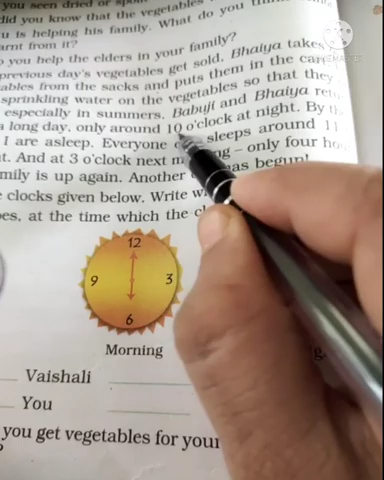 you seen dried or
did you know that the vegetables
u is helping his family. What do you
arnt from it?
you help the elders in your family?
previous day's vegetables get sold. Bhaiya takes
ables from the sacks and puts them in the
sprinkling water on the vegetables so that they
especially in summers. Babuji and Bhaiya
a long day, only around 10 o'clock at night. By
I are asleep. Everyone sleeps around 11
t. And at 3 o'clock next – only four
mily is up again. Another has begun!
e clocks given below. Write
es, at the time which the
12
9 3
6
Morning g.
Vaishali
You
you get vegetables for your
?